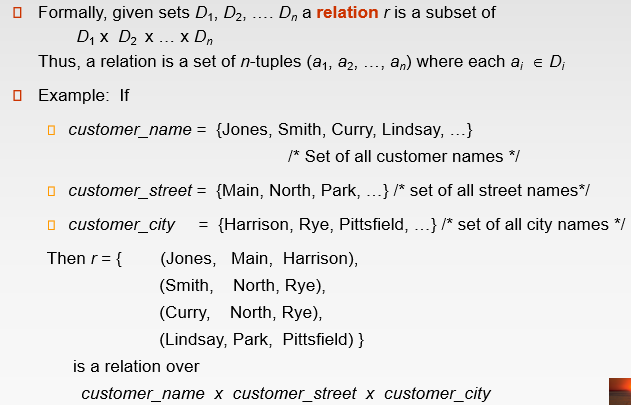 Formally, given sets D1, D2, .... Dn a relation r is a subset of
D1 x D2 x ... x Dn
Thus, a relation is a set of n-tuples (a1, a2, ..., an) where each ai ∈ Di
Example: If
customer_name = {Jones, Smith, Curry, Lindsay, ...}
/* Set of all customer names */
customer_street = {Main, North, Park, ...} /* set of all street names*/
customer_city = {Harrison, Rye, Pittsfield, ...} /* set of all city names */
Then r = { (Jones, Main, Harrison),
(Smith, North, Rye),
(Curry, North, Rye),
(Lindsay, Park, Pittsfield) }
is a relation over
customer_name x customer_street x customer_city